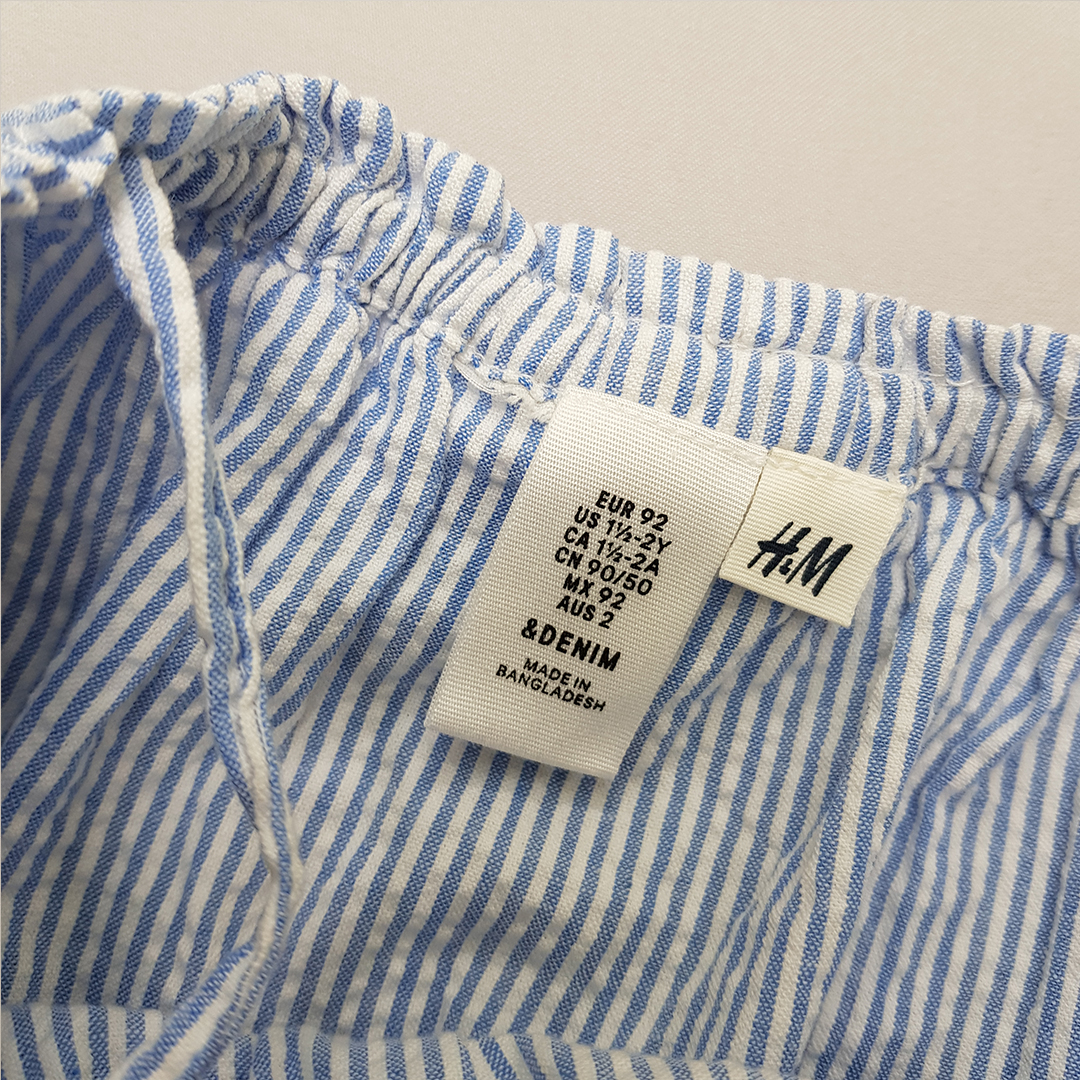 EUR 92
US 1½-2Y
CA 1½-2A
CN 90/50
MX 92
AUS 2
&DENIM
MADE IN
BANGLADESH
H&M